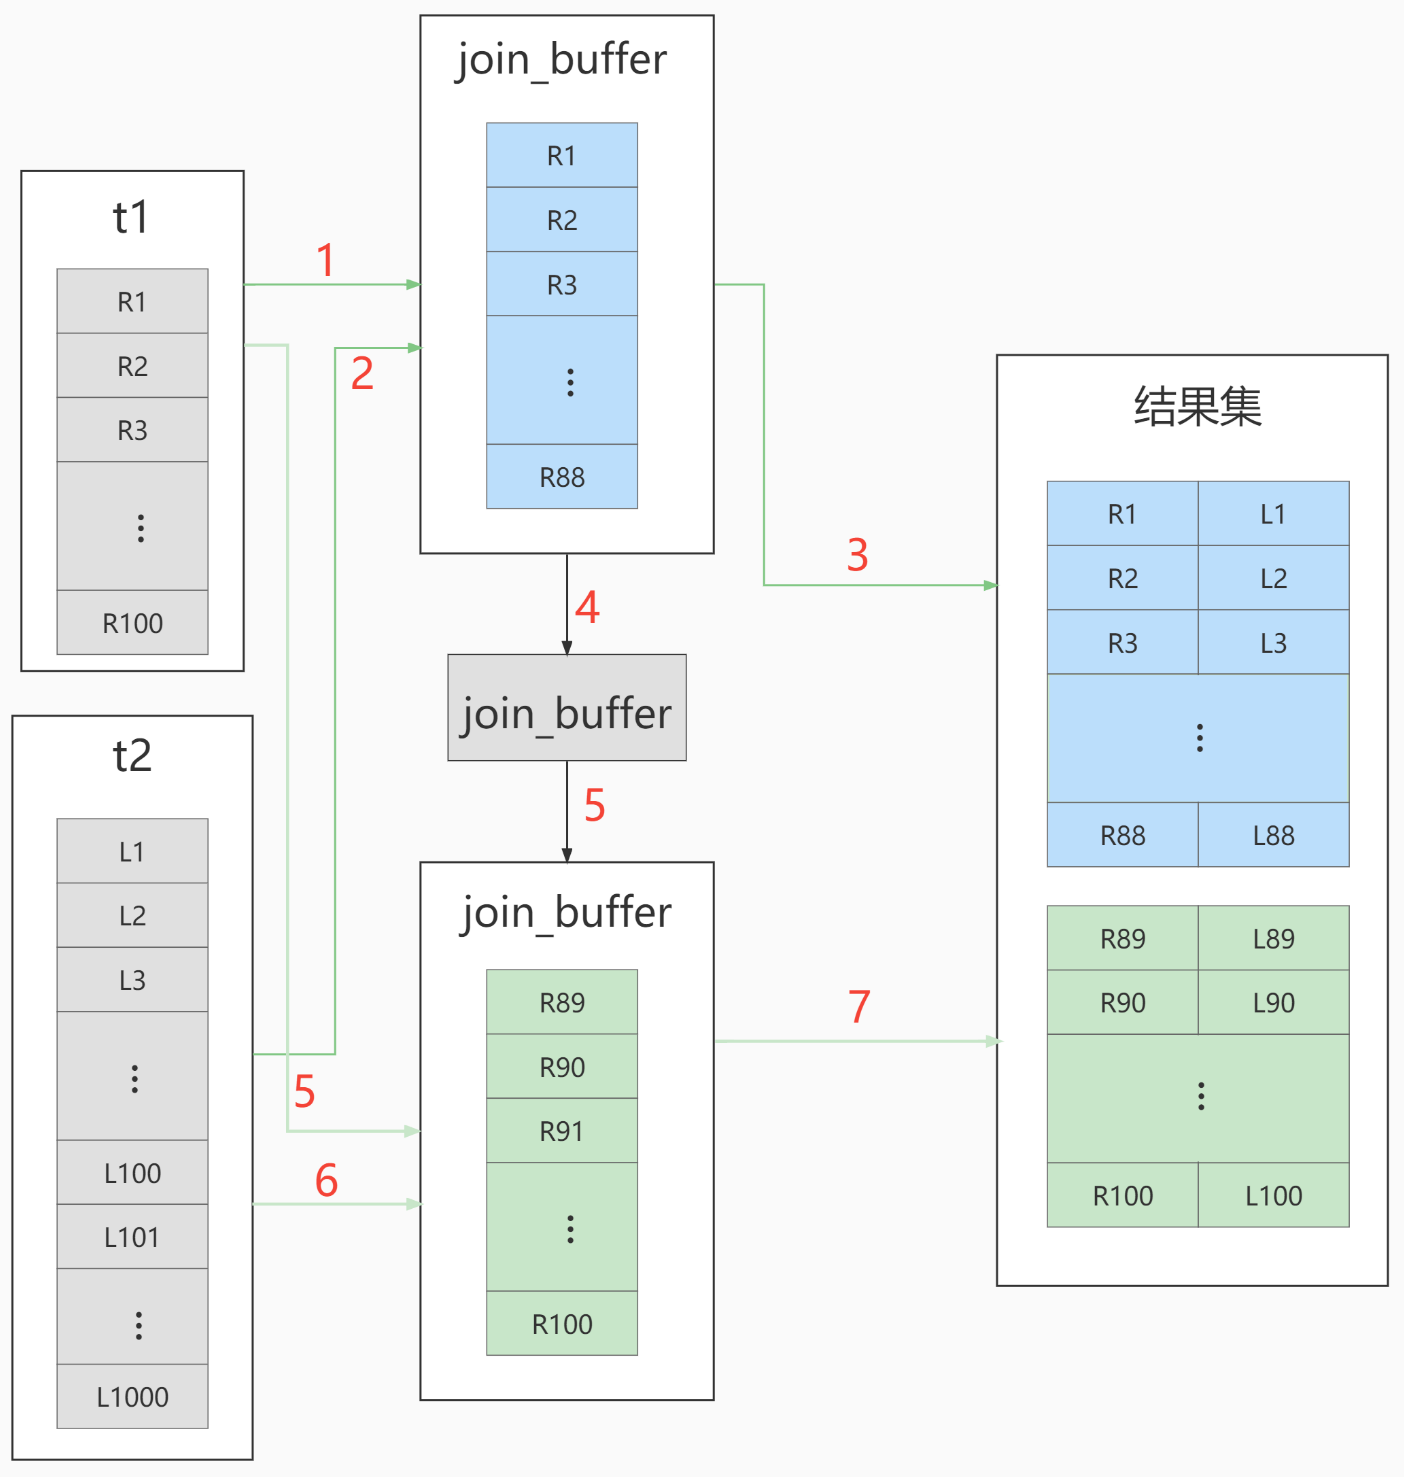 join_buffer
R1
R2
R3
⋮
R88
t1
R1
R2
R3
⋮
R100
1
2
3
4
join_buffer
5
t2
L1
L2
L3
⋮
L100
L101
⋮
L1000
5
6
join_buffer
R89
R90
R91
⋮
R100
7
结果集
R1 L1
R2 L2
R3 L3
⋮
R88 L88
R89 L89
R90 L90
⋮
R100 L100